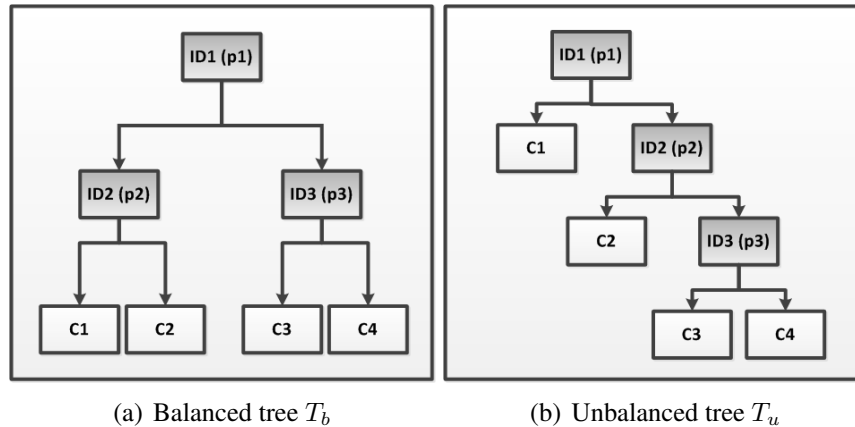 ID1 (p1)
ID2 (p2)
ID3 (p3)
C1
C2
C3
C4
(a) Balanced tree T_b
ID1 (p1)
C1
ID2 (p2)
C2
ID3 (p3)
C3
C4
(b) Unbalanced tree T_u